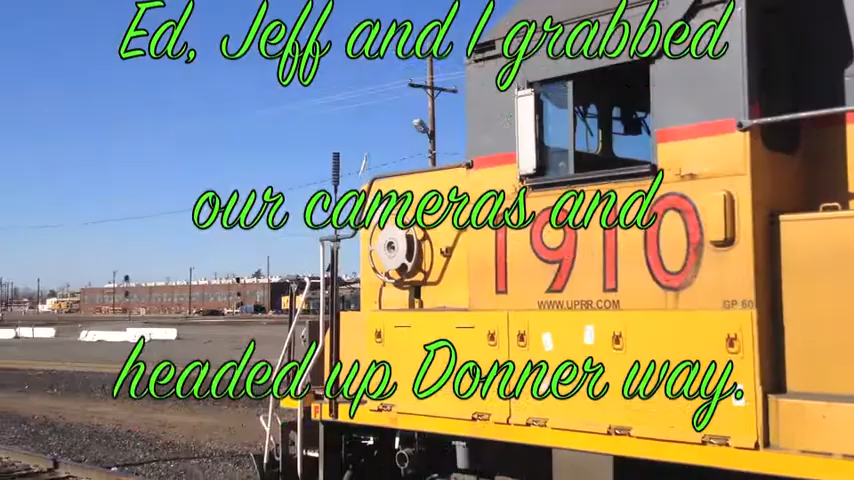 Ed, Jeff and I grabbed
our cameras and
1910
WWW.UPRR.COM
GP 60
headed up Donner way.